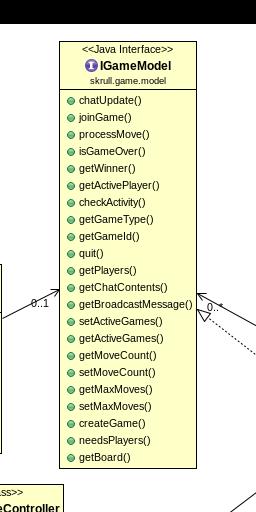 <<Java Interface>>
IGameModel
skrull.game.model
chatUpdate()
joinGame()
processMove()
isGameOver()
getWinner()
getActivePlayer()
checkActivity()
getGameType()
getGameId()
quit()
getPlayers()
getChatContents()
getBroadcastMessage()
setActiveGames()
getActiveGames()
getMoveCount()
setMoveCount()
getMaxMoves()
setMaxMoves()
createGame()
needsPlayers()
getBoard()
0..1
0..*
ss>>
eController